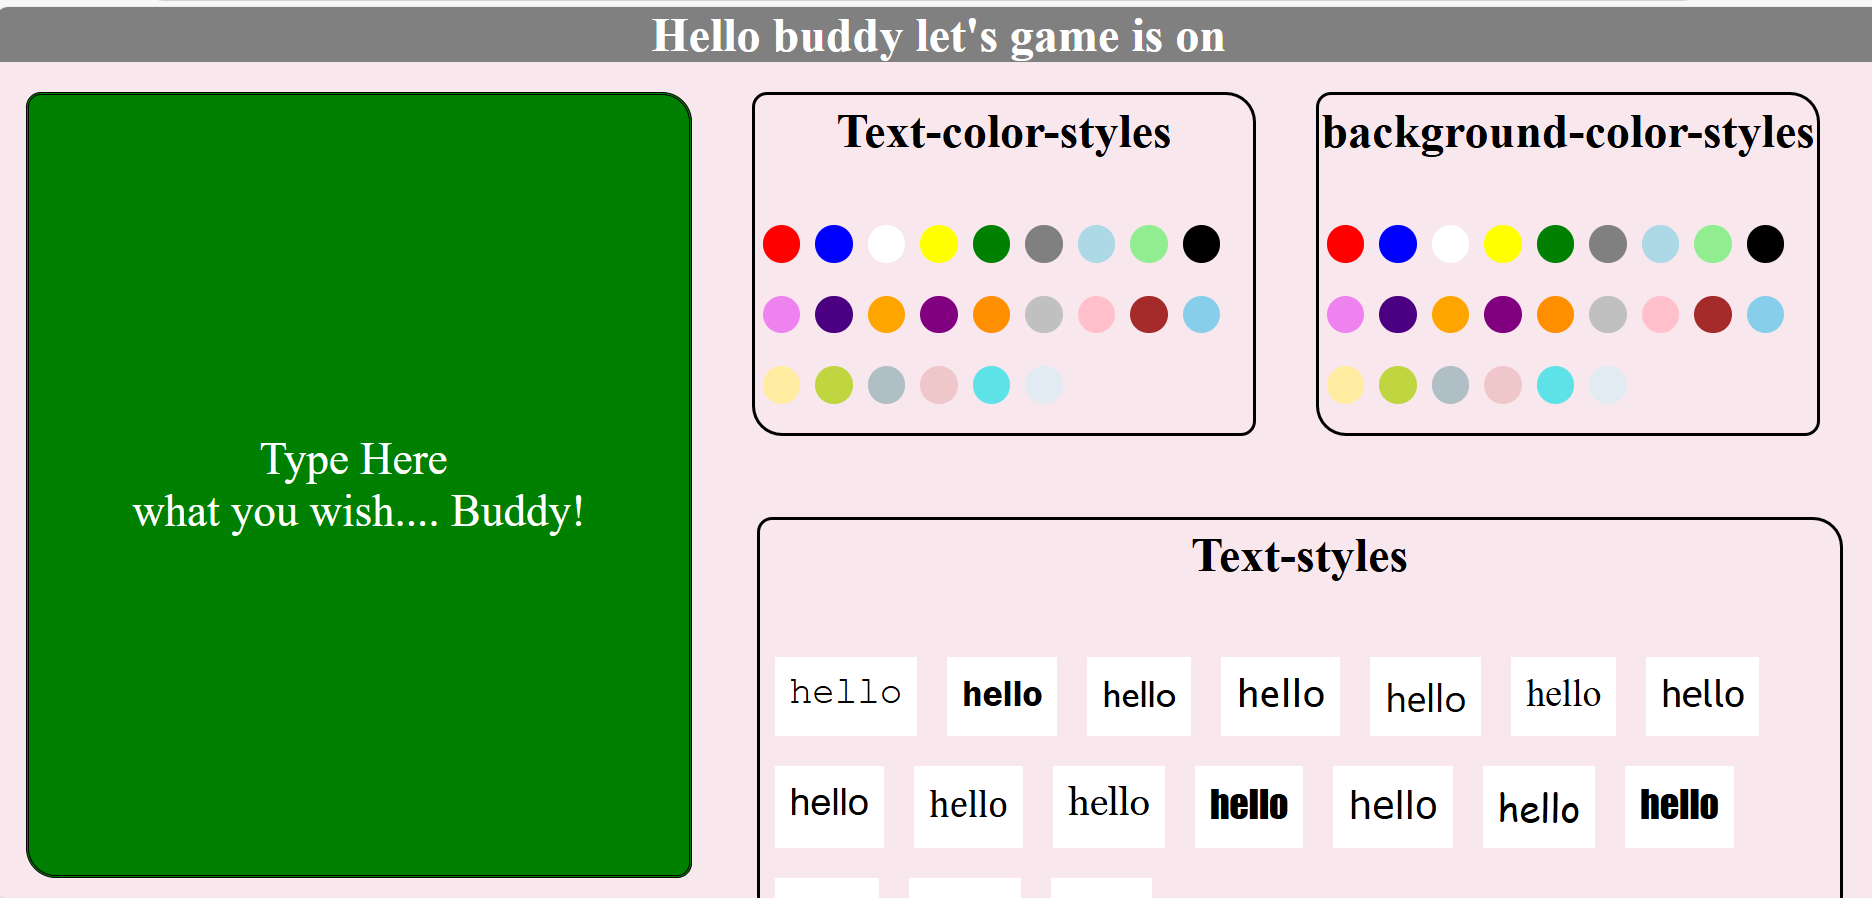 Hello buddy let's game is on
Type Here
what you wish.... Buddy!
Text-color-styles
background-color-styles
Text-styles
hello hello hello hello hello hello hello
hello hello hello hello hello hello hello